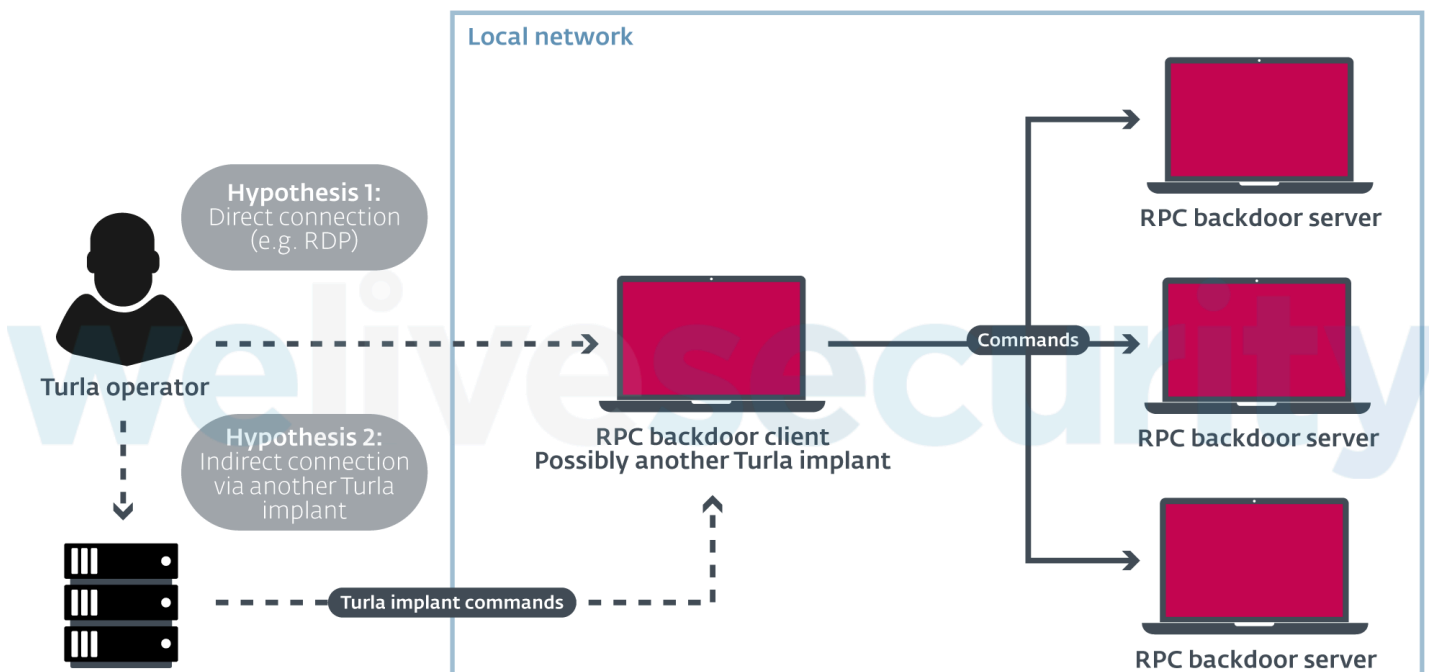 Local network
Hypothesis 1:
Direct connection
(e.g. RDP)
RPC backdoor server
Commands
Turla operator
RPC backdoor client
Possibly another Turla implant
RPC backdoor server
Hypothesis 2:
Indirect connection
via another Turla
implant
Turla implant commands
RPC backdoor server
welivesecurity